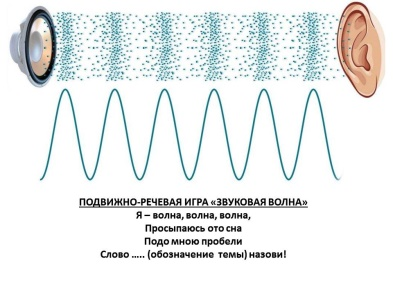 ПОДВИЖНО-РЕЧЕВАЯ ИГРА «ЗВУКОВАЯ ВОЛНА»
Я – волна, волна, волна,
Просыпаюсь ото сна
Подо мною пробели
Слово ….. (обозначение темы) назови!